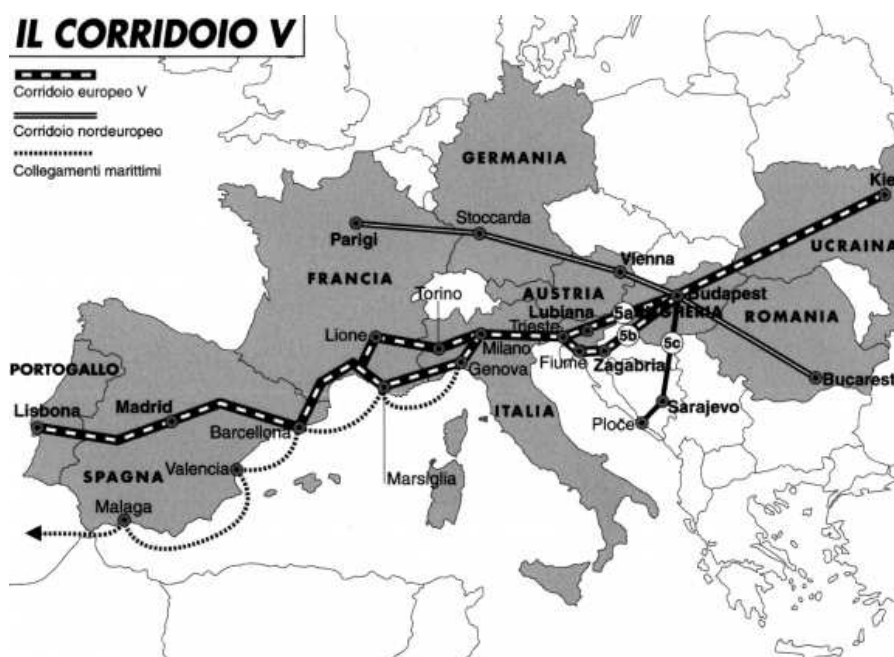 IL CORRIDOIO V
Corridoio europeo V
Corridoio nordeuropeo
Collegamenti marittimi
GERMANIA
Kie
Stoccarda
Parigi
UCRAINA
Vienna
FRANCIA
Torino
AUSTRIA
Budapest
Lubiana
5a
GHERIA
ROMANIA
Trieste
5b
Lione
Milano
5c
Fiume
Zagabria
Genova
PORTOGALLO
Bucarest
Lisbona
Madrid
ITALIA
Sarajevo
Barcellona
Ploče
SPAGNA
Valencia
Marsiglia
Malaga